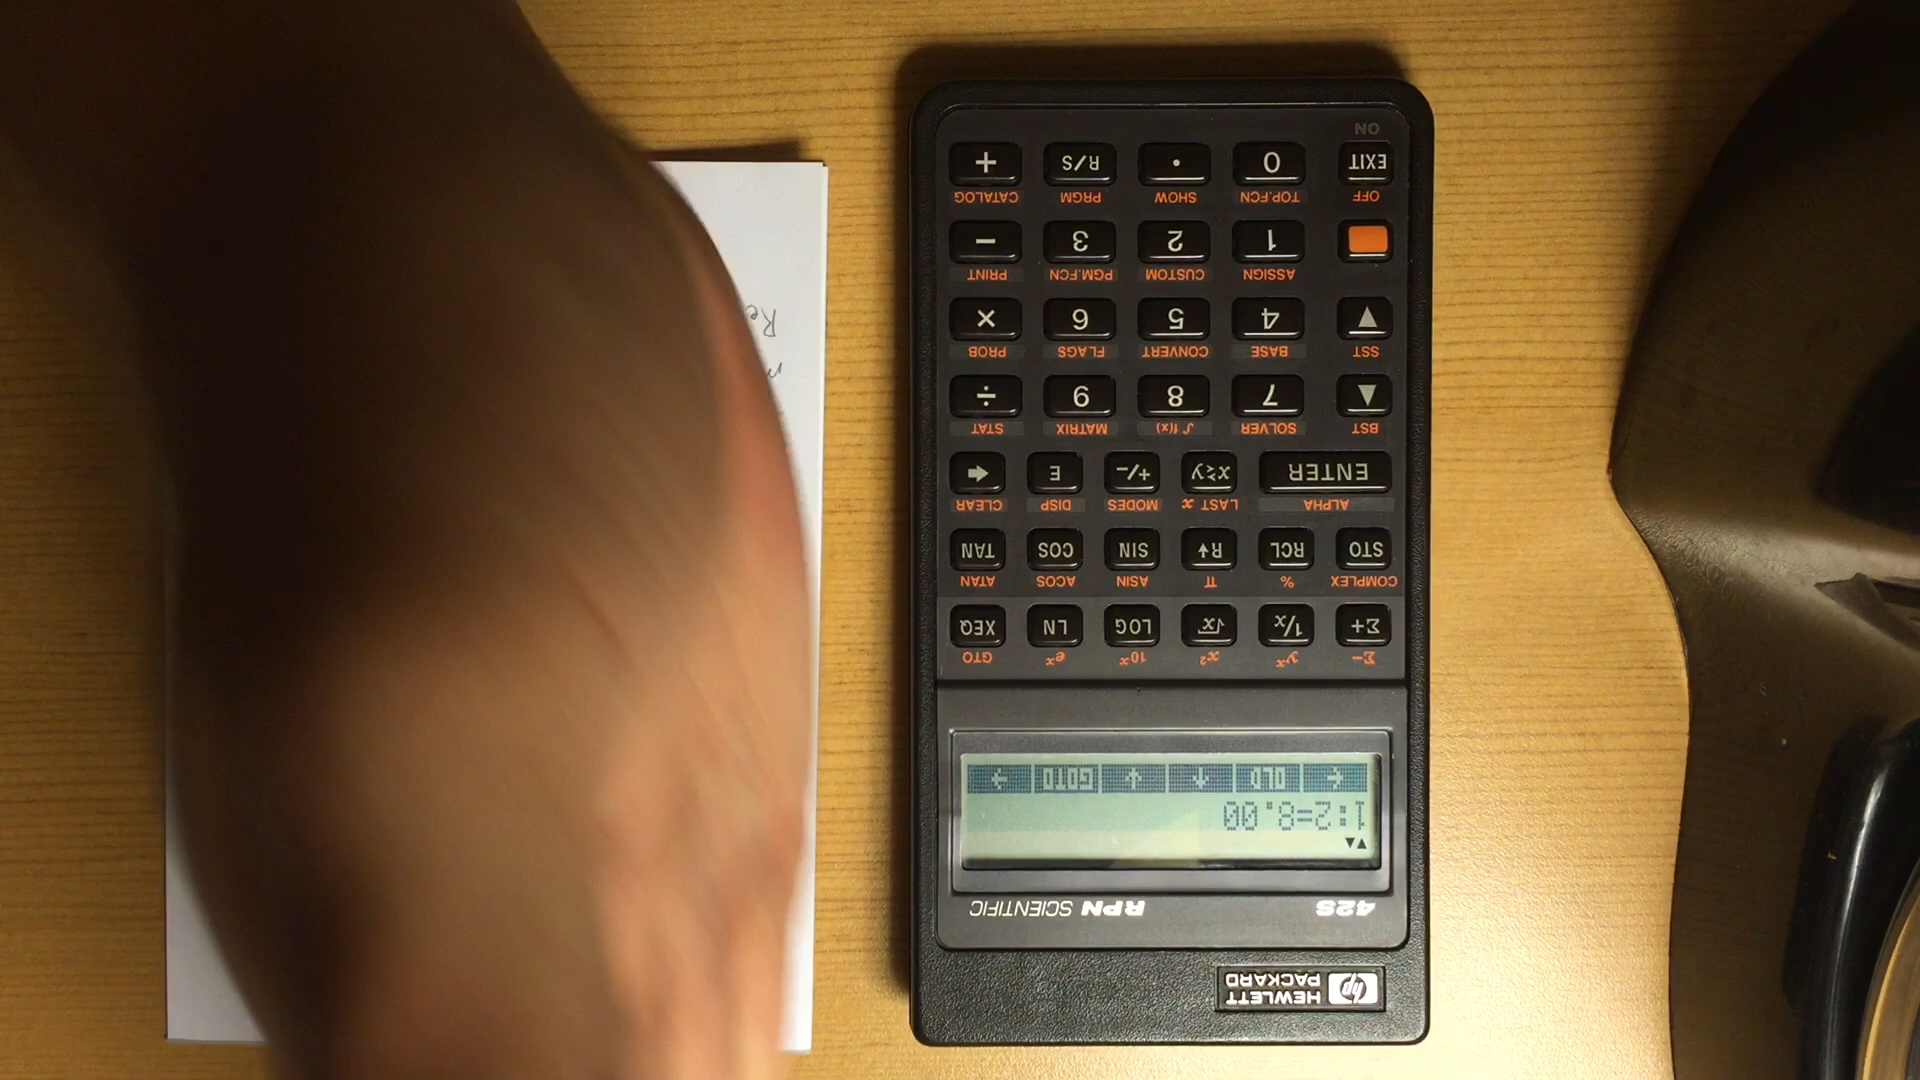 hp HEWLETT PACKARD
42S RPN SCIENTIFIC
▼▲
1:2=8.00
← OLD ↑ ↓ GOTO →
Σ− yˣ x² 10ˣ eˣ GTO
Σ+ 1/x √x LOG LN XEQ
COMPLEX % π ASIN ACOS ATAN
STO RCL R↓ SIN COS TAN
ALPHA LAST x MODES DISP CLEAR
ENTER x≷y +/− E ←
BST SOLVER ∫f(x) MATRIX STAT
▲ 7 8 9 ÷
SST BASE CONVERT FLAGS PROB
▼ 4 5 6 ×
ASSIGN CUSTOM PGM.FCN PRINT
1 2 3 −
OFF TOP.FCN SHOW PRGM CATALOG
EXIT 0 . R/S +
ON